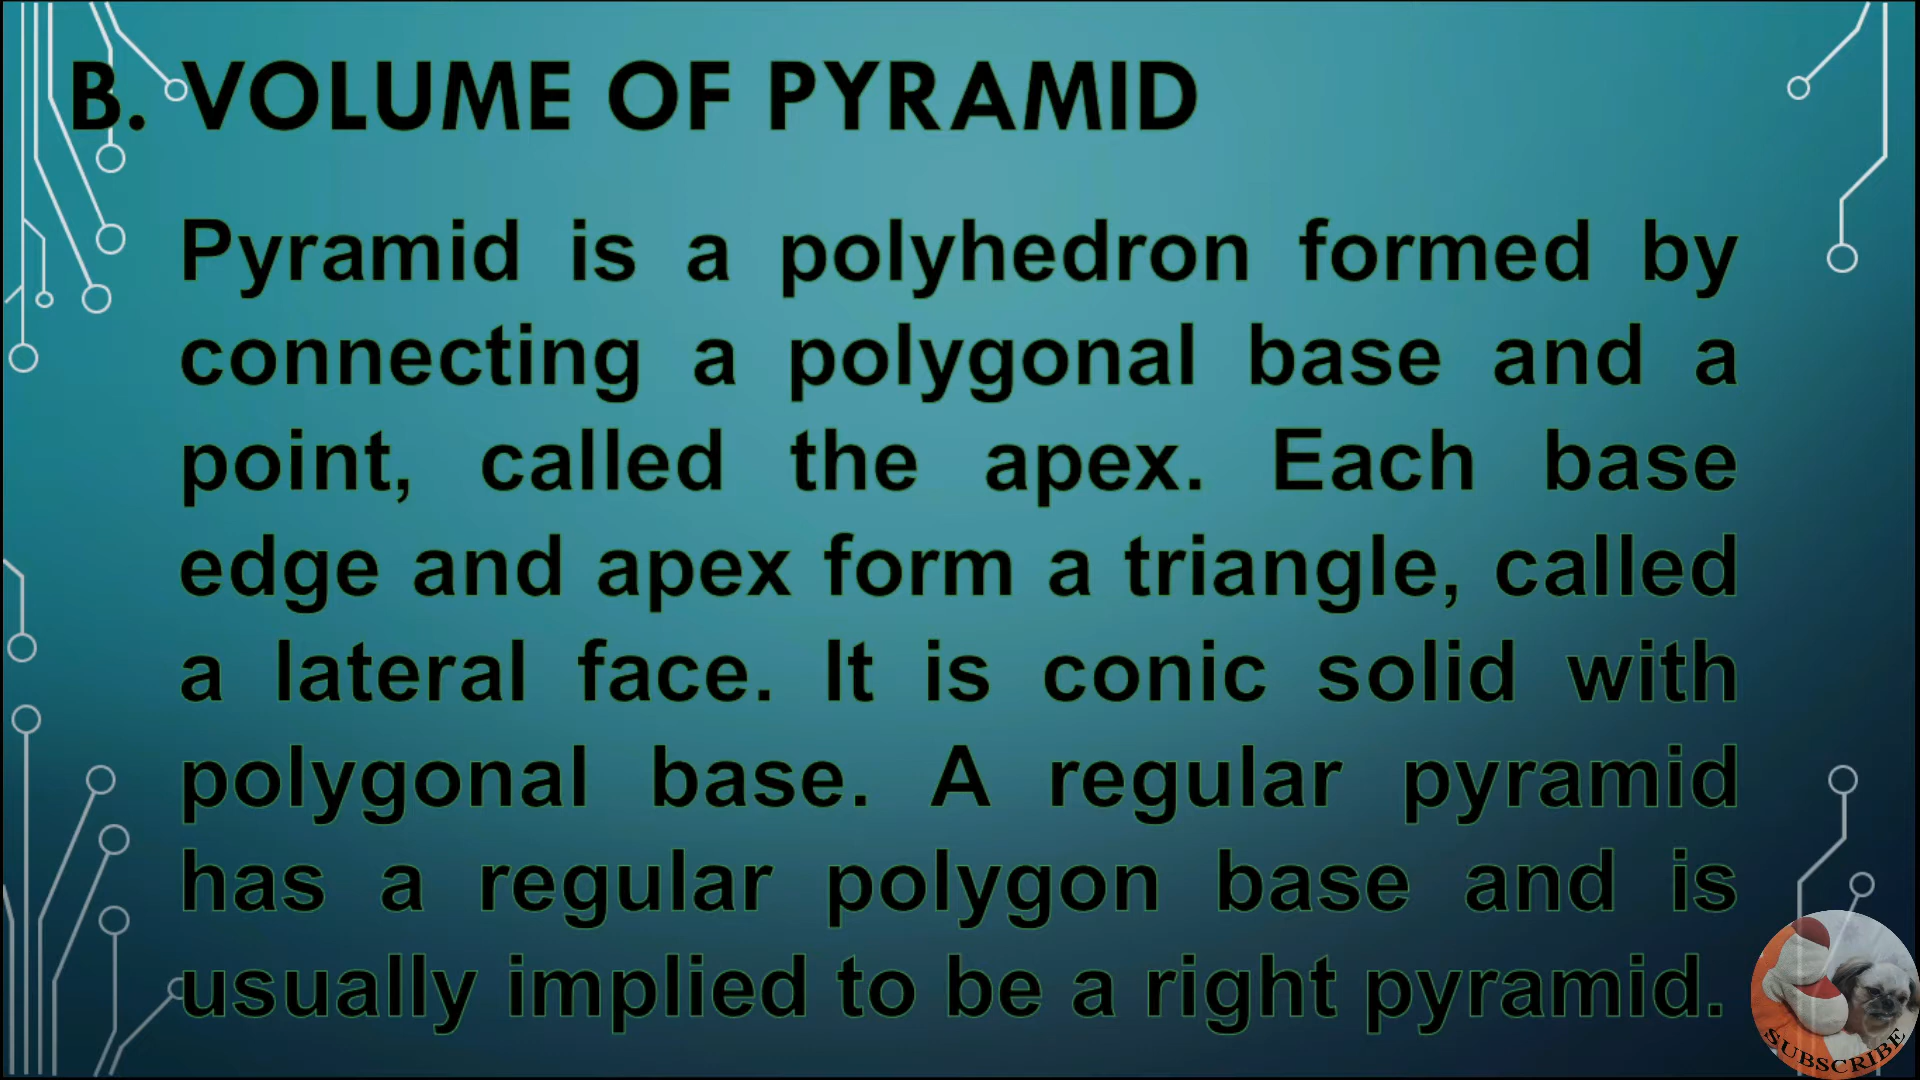 B. VOLUME OF PYRAMID
Pyramid is a polyhedron formed by
connecting a polygonal base and a
point, called the apex. Each base
edge and apex form a triangle, called
a lateral face. It is conic solid with
polygonal base. A regular pyramid
has a regular polygon base and is
usually implied to be a right pyramid.
SUBSCRIBE